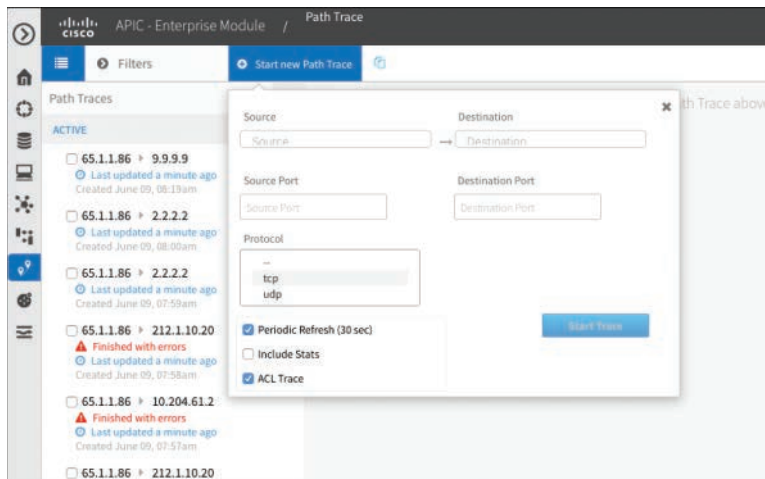 cisco APIC - Enterprise Module / Path Trace
Filters
Start new Path Trace
Path Traces
th Trace above
ACTIVE
65.1.1.86 9.9.9.9
Last updated a minute ago
Created June 09, 08:19am
65.1.1.86 2.2.2.2
Last updated a minute ago
Created June 09, 08:00am
65.1.1.86 2.2.2.2
Last updated a minute ago
Created June 09, 07:59am
65.1.1.86 212.1.10.20
Finished with errors
Last updated a minute ago
Created June 09, 07:58am
65.1.1.86 10.204.61.2
Finished with errors
Last updated a minute ago
Created June 09, 07:57am
65.1.1.86 212.1.10.20
Source
Destination
Source → Destination
Source Port
Destination Port
Source Port
Destination Port
Protocol
--
tcp
udp
Periodic Refresh (30 sec)
Start Trace
Include Stats
ACL Trace